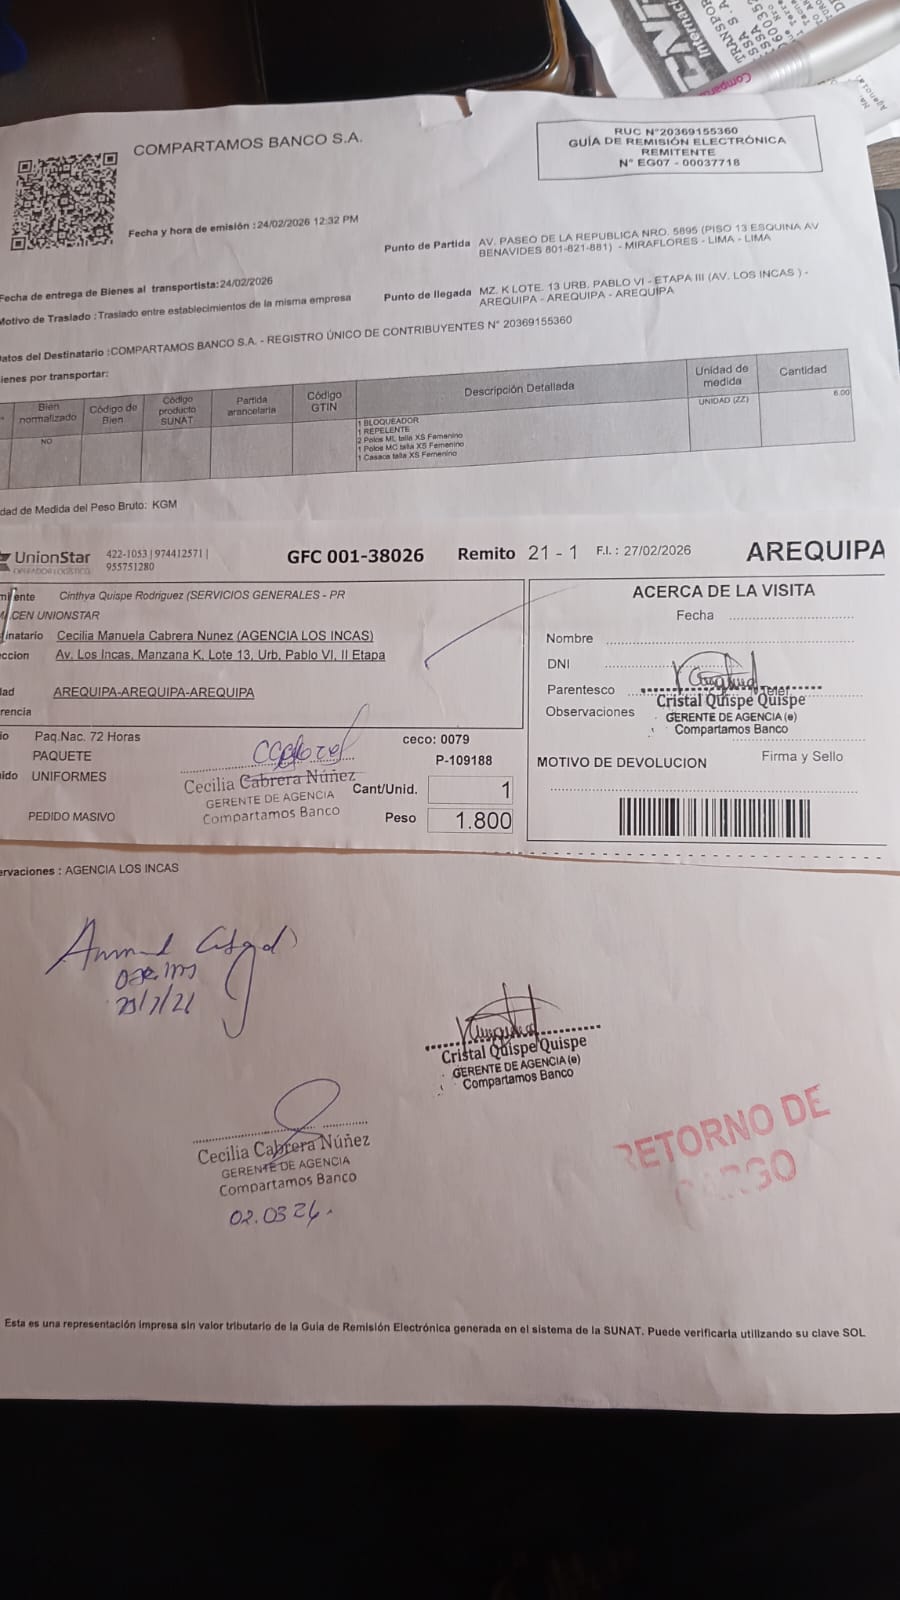 COMPARTAMOS BANCO S.A.
RUC N°20369155360
GUÍA DE REMISIÓN ELECTRÓNICA
REMITENTE
N° EG07 - 00037718
Fecha y hora de emisión :24/02/2026 12:32 PM
Punto de Partida AV. PASEO DE LA REPUBLICA NRO. 5895 (PISO 13 ESQUINA AV
BENAVIDES 801-821-881) - MIRAFLORES - LIMA - LIMA
Fecha de entrega de Bienes al transportista:24/02/2026
Motivo de Traslado :Traslado entre establecimientos de la misma empresa
Punto de llegada MZ. K LOTE. 13 URB. PABLO VI - ETAPA III (AV. LOS INCAS ) -
AREQUIPA - AREQUIPA - AREQUIPA
atos del Destinatario :COMPARTAMOS BANCO S.A. - REGISTRO ÚNICO DE CONTRIBUYENTES N° 20369155360
ienes por transportar:
Bien normalizado Código de Bien Código producto SUNAT Partida arancelaria Código GTIN Descripción Detallada Unidad de medida Cantidad
NO 1 BLOQUEADOR UNIDAD (ZZ) 6.00
1 REPELENTE
2 Polos ML talla XS Femenino
1 Polos MC talla XS Femenino
1 Casaca talla XS Femenino
dad de Medida del Peso Bruto: KGM
UnionStar
OPERADOR LOGÍSTICO
422-1053 | 974412571 |
955751280
GFC 001-38026 Remito 21 - 1 F.I.: 27/02/2026 AREQUIPA
ente Cinthya Quispe Rodriguez (SERVICIOS GENERALES - PR
CEN UNIONSTAR
inatario Cecilia Manuela Cabrera Nunez (AGENCIA LOS INCAS)
eccion Av. Los Incas, Manzana K, Lote 13, Urb, Pablo VI, II Etapa
dad AREQUIPA-AREQUIPA-AREQUIPA
rencia
io Paq.Nac. 72 Horas
PAQUETE
ido UNIFORMES
PEDIDO MASIVO
Cecilia Cabrera Núñez
GERENTE DE AGENCIA
Compartamos Banco
ceco: 0079
P-109188
Cant/Unid. 1
Peso 1.800
ACERCA DE LA VISITA
Fecha
Nombre
DNI
Parentesco Telef.
Cristal Quispe Quispe
Observaciones GERENTE DE AGENCIA (e)
Compartamos Banco
MOTIVO DE DEVOLUCION Firma y Sello
ervaciones : AGENCIA LOS INCAS
Cristal Quispe Quispe
GERENTE DE AGENCIA (e)
Compartamos Banco
Cecilia Cabrera Núñez
GERENTE DE AGENCIA
Compartamos Banco
02.03 26.
RETORNO DE
CARGO
Esta es una representación impresa sin valor tributario de la Guia de Remisión Electrónica generada en el sistema de la SUNAT. Puede verificarla utilizando su clave SOL